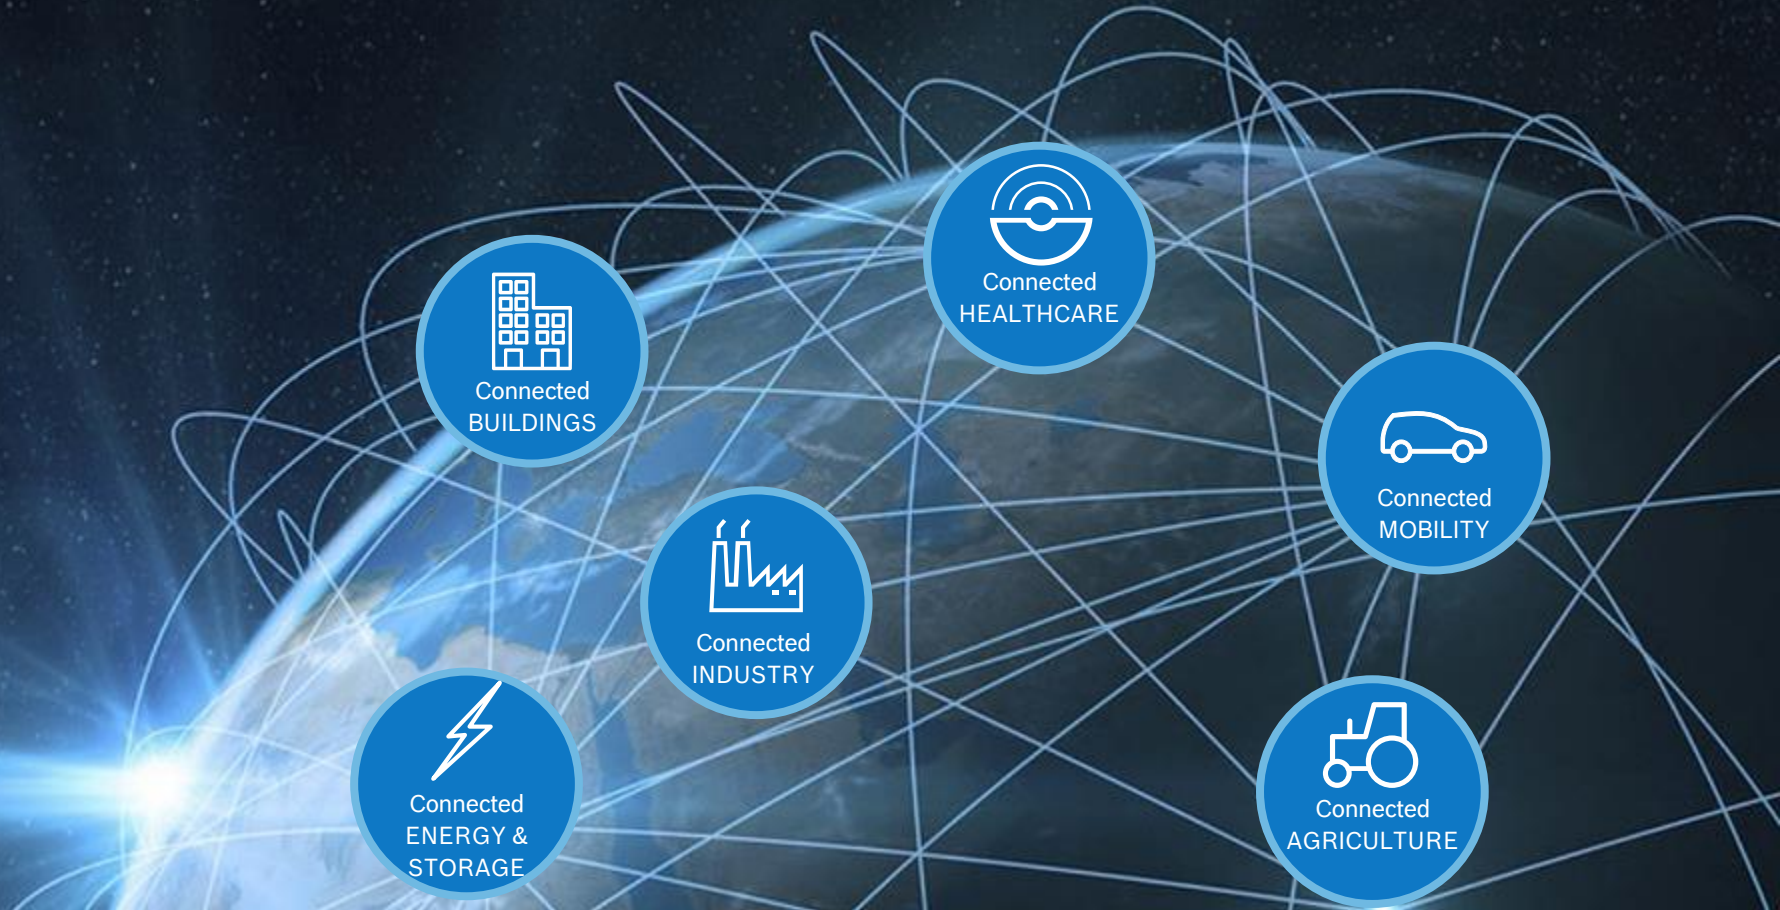 Connected
HEALTHCARE
Connected
BUILDINGS
Connected
MOBILITY
Connected
INDUSTRY
Connected
ENERGY &
STORAGE
Connected
AGRICULTURE